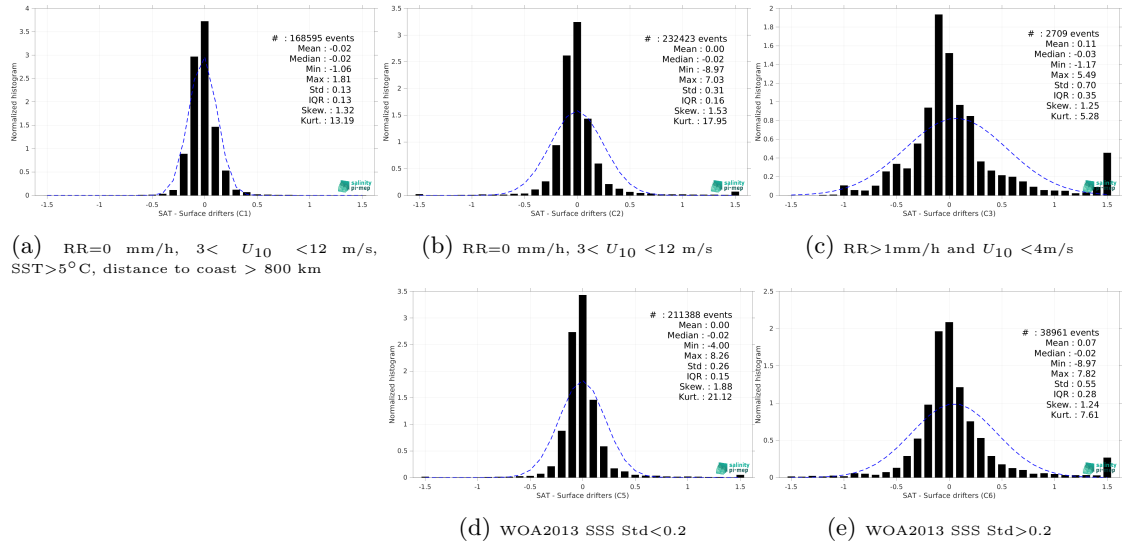 # : 168595 events
Mean : -0.02
Median : -0.02
Min : -1.06
Max : 1.81
Std : 0.13
IQR : 0.13
Skew. : 1.32
Kurt. : 13.19
Normalized histogram
4
3.5
3
2.5
2
1.5
1
0.5
0
-1.5 -1 -0.5 0 0.5 1 1.5
SAT - Surface drifters (C1)
salinity
pi-mep
(a) RR=0 mm/h, 3< U10 <12 m/s,
SST>5°C, distance to coast > 800 km
# : 232423 events
Mean : 0.00
Median : -0.02
Min : -8.97
Max : 7.03
Std : 0.31
IQR : 0.16
Skew. : 1.53
Kurt. : 17.95
Normalized histogram
3.5
3
2.5
2
1.5
1
0.5
0
-1.5 -1 -0.5 0 0.5 1 1.5
SAT - Surface drifters (C2)
salinity
pi-mep
(b) RR=0 mm/h, 3< U10 <12 m/s
# : 2709 events
Mean : 0.11
Median : -0.03
Min : -1.17
Max : 5.49
Std : 0.70
IQR : 0.35
Skew. : 1.25
Kurt. : 5.28
Normalized histogram
2
1.8
1.6
1.4
1.2
1
0.8
0.6
0.4
0.2
0
-1.5 -1 -0.5 0 0.5 1 1.5
SAT - Surface drifters (C3)
salinity
pi-mep
(c) RR>1mm/h and U10 <4m/s
# : 211388 events
Mean : 0.00
Median : -0.02
Min : -4.00
Max : 8.26
Std : 0.26
IQR : 0.15
Skew. : 1.88
Kurt. : 21.12
Normalized histogram
3.5
3
2.5
2
1.5
1
0.5
0
-1.5 -1 -0.5 0 0.5 1 1.5
SAT - Surface drifters (C5)
salinity
pi-mep
(d) WOA2013 SSS Std<0.2
# : 38961 events
Mean : 0.07
Median : -0.02
Min : -8.97
Max : 7.82
Std : 0.55
IQR : 0.28
Skew. : 1.24
Kurt. : 7.61
Normalized histogram
2.5
2
1.5
1
0.5
0
-1.5 -1 -0.5 0 0.5 1 1.5
SAT - Surface drifters (C6)
salinity
pi-mep
(e) WOA2013 SSS Std>0.2